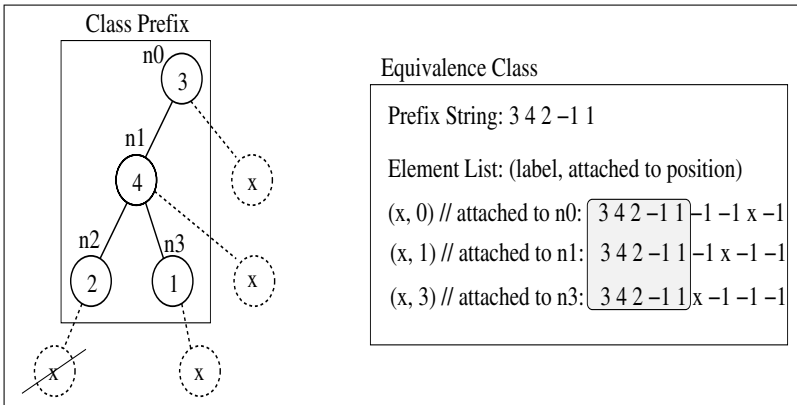 Class Prefix
n0
3
n1
4
x
n2
n3
2
1
x
x
x
Equivalence Class
Prefix String: 3 4 2 −1 1
Element List: (label, attached to position)
(x, 0) // attached to n0: 3 4 2 −1 1 −1 −1 x −1
(x, 1) // attached to n1: 3 4 2 −1 1 −1 x −1 −1
(x, 3) // attached to n3: 3 4 2 −1 1 x −1 −1 −1